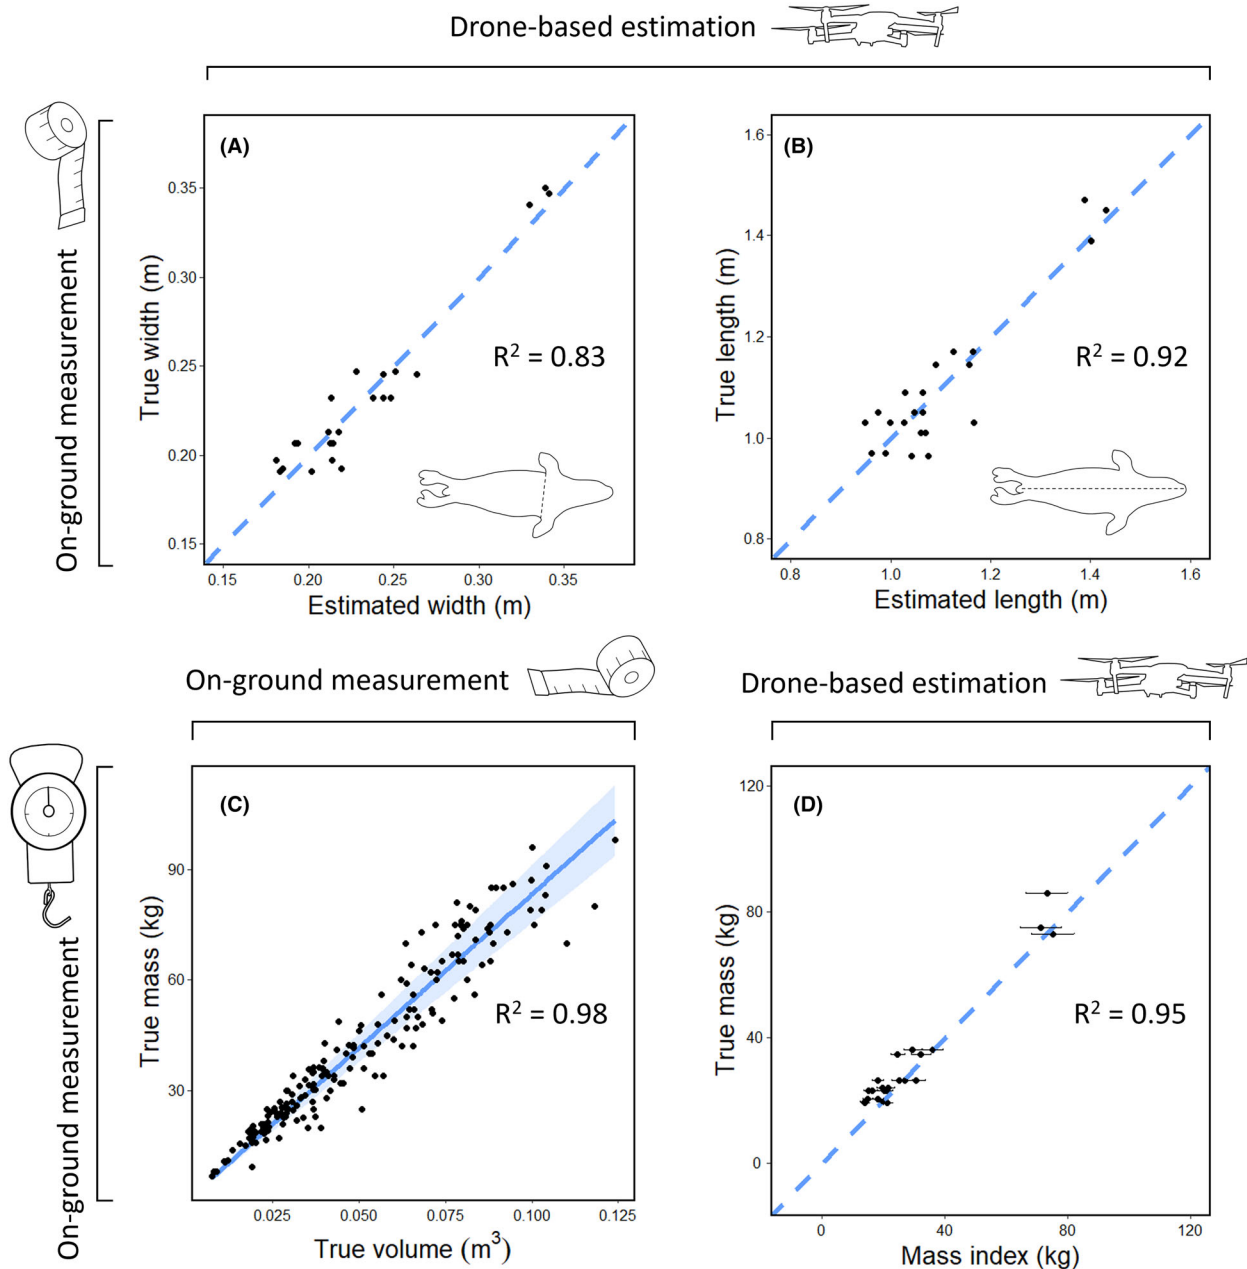 Drone-based estimation
On-ground measurement
(A)
True width (m)
0.35
0.30
0.25
0.20
0.15
R² = 0.83
0.15 0.20 0.25 0.30 0.35
Estimated width (m)
(B)
True length (m)
1.6
1.4
1.2
1.0
0.8
R² = 0.92
0.8 1.0 1.2 1.4 1.6
Estimated length (m)
On-ground measurement
Drone-based estimation
On-ground measurement
(C)
True mass (kg)
90
60
30
R² = 0.98
0.025 0.050 0.075 0.100 0.125
True volume (m³)
(D)
True mass (kg)
120
80
40
0
R² = 0.95
0 40 80 120
Mass index (kg)